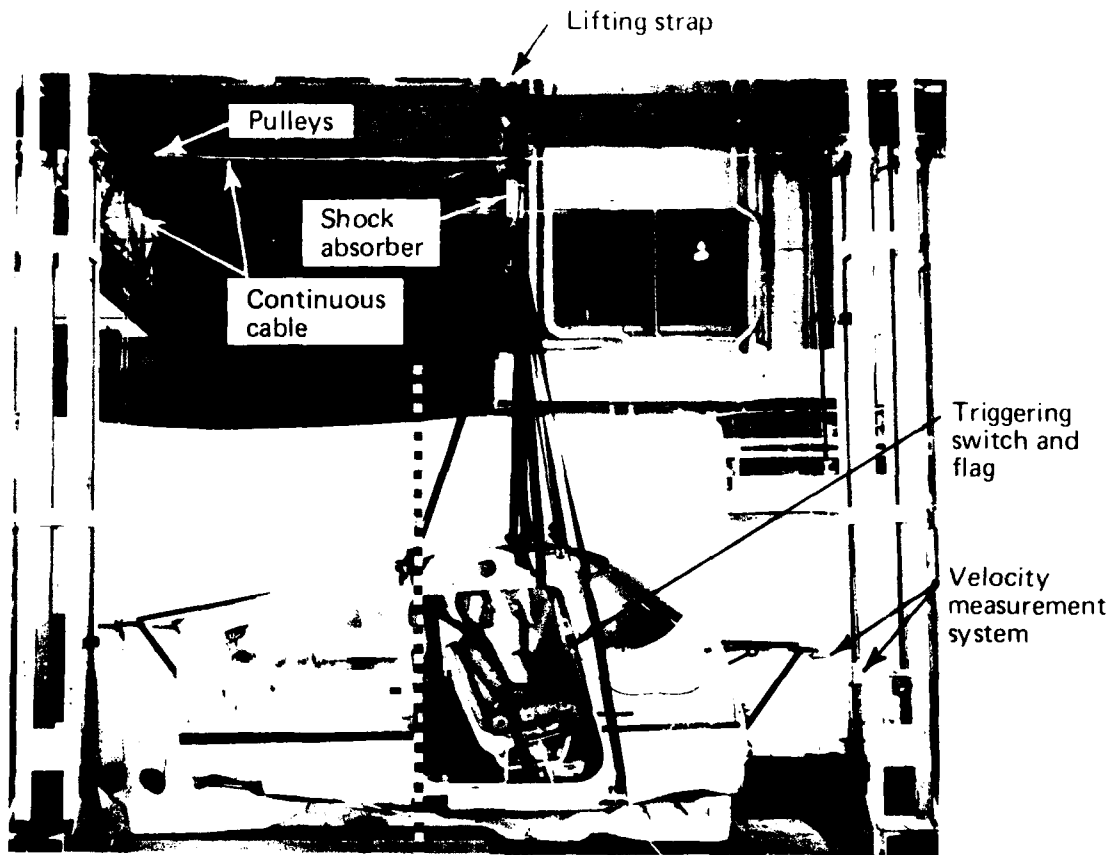 Lifting strap
Pulleys
Shock
absorber
Continuous
cable
Triggering
switch and
flag
Velocity
measurement
system